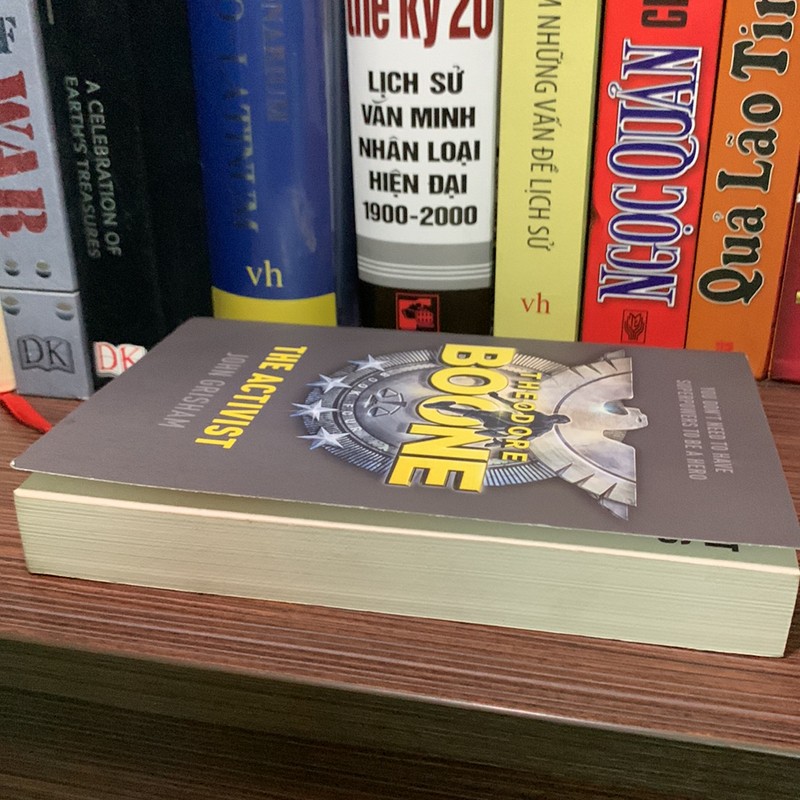 WAR
DK
A CELEBRATION OF
EARTH'S TREASURES
DK
vh
thế kỷ 20
LỊCH SỬ
VĂN MINH
NHÂN LOẠI
HIỆN ĐẠI
1900-2000
NHỮNG VẤN ĐỀ LỊCH SỬ
vh
NGỌC QUẢN
Quả Lão
YOU DON'T NEED TO HAVE
SUPERPOWERS TO BE A HERO
THEODORE
BOONE
THE ACTIVIST
JOHN GRISHAM